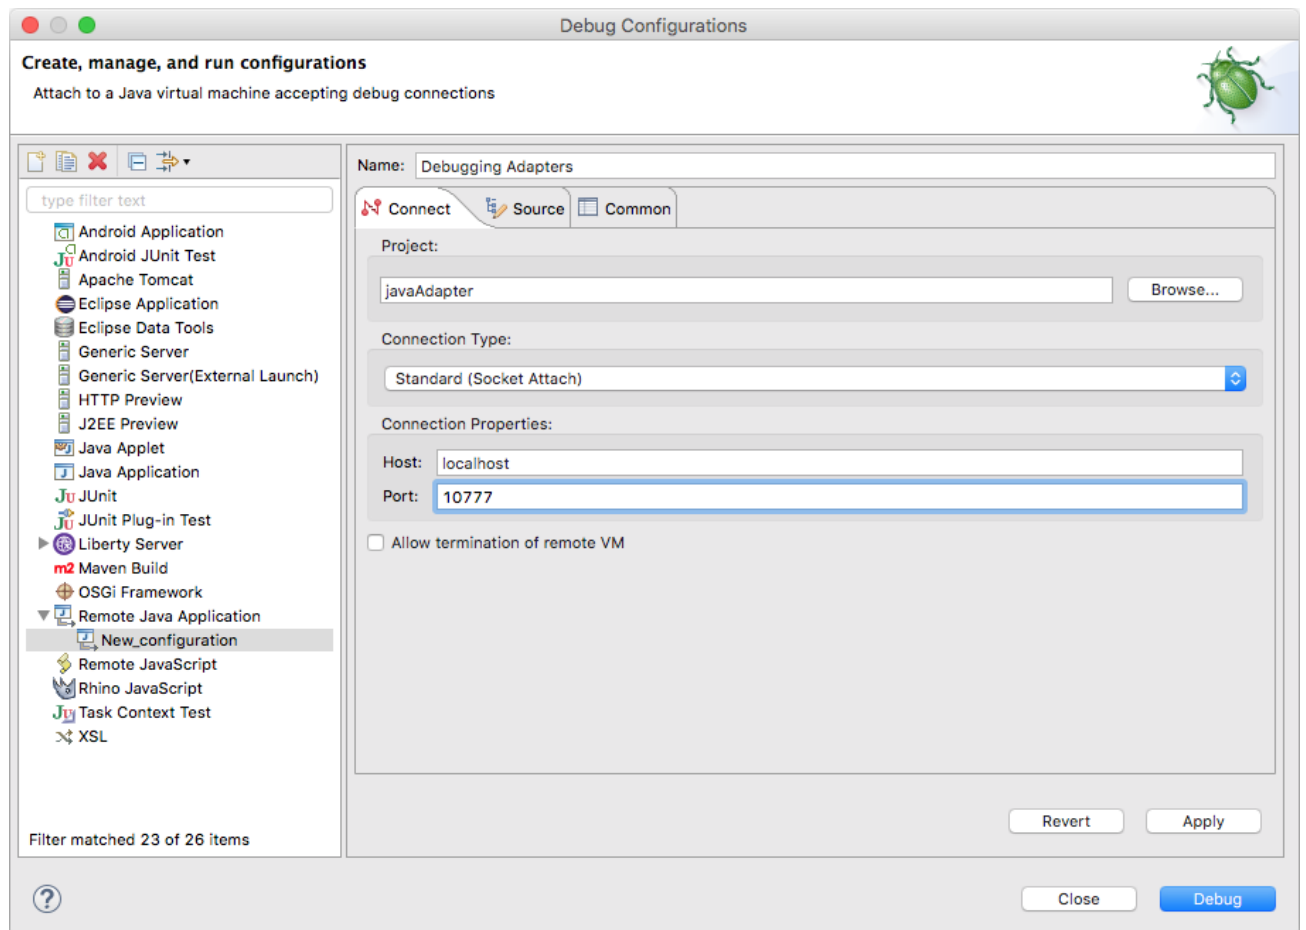 Debug Configurations
Create, manage, and run configurations
Attach to a Java virtual machine accepting debug connections
type filter text
Android Application
Android JUnit Test
Apache Tomcat
Eclipse Application
Eclipse Data Tools
Generic Server
Generic Server(External Launch)
HTTP Preview
J2EE Preview
Java Applet
Java Application
JUnit
JUnit Plug-in Test
Liberty Server
m2 Maven Build
OSGi Framework
Remote Java Application
New_configuration
Remote JavaScript
Rhino JavaScript
Task Context Test
XSL
Filter matched 23 of 26 items
Name: Debugging Adapters
Connect Source Common
Project:
javaAdapter Browse...
Connection Type:
Standard (Socket Attach)
Connection Properties:
Host: localhost
Port: 10777
Allow termination of remote VM
Revert Apply
? Close Debug